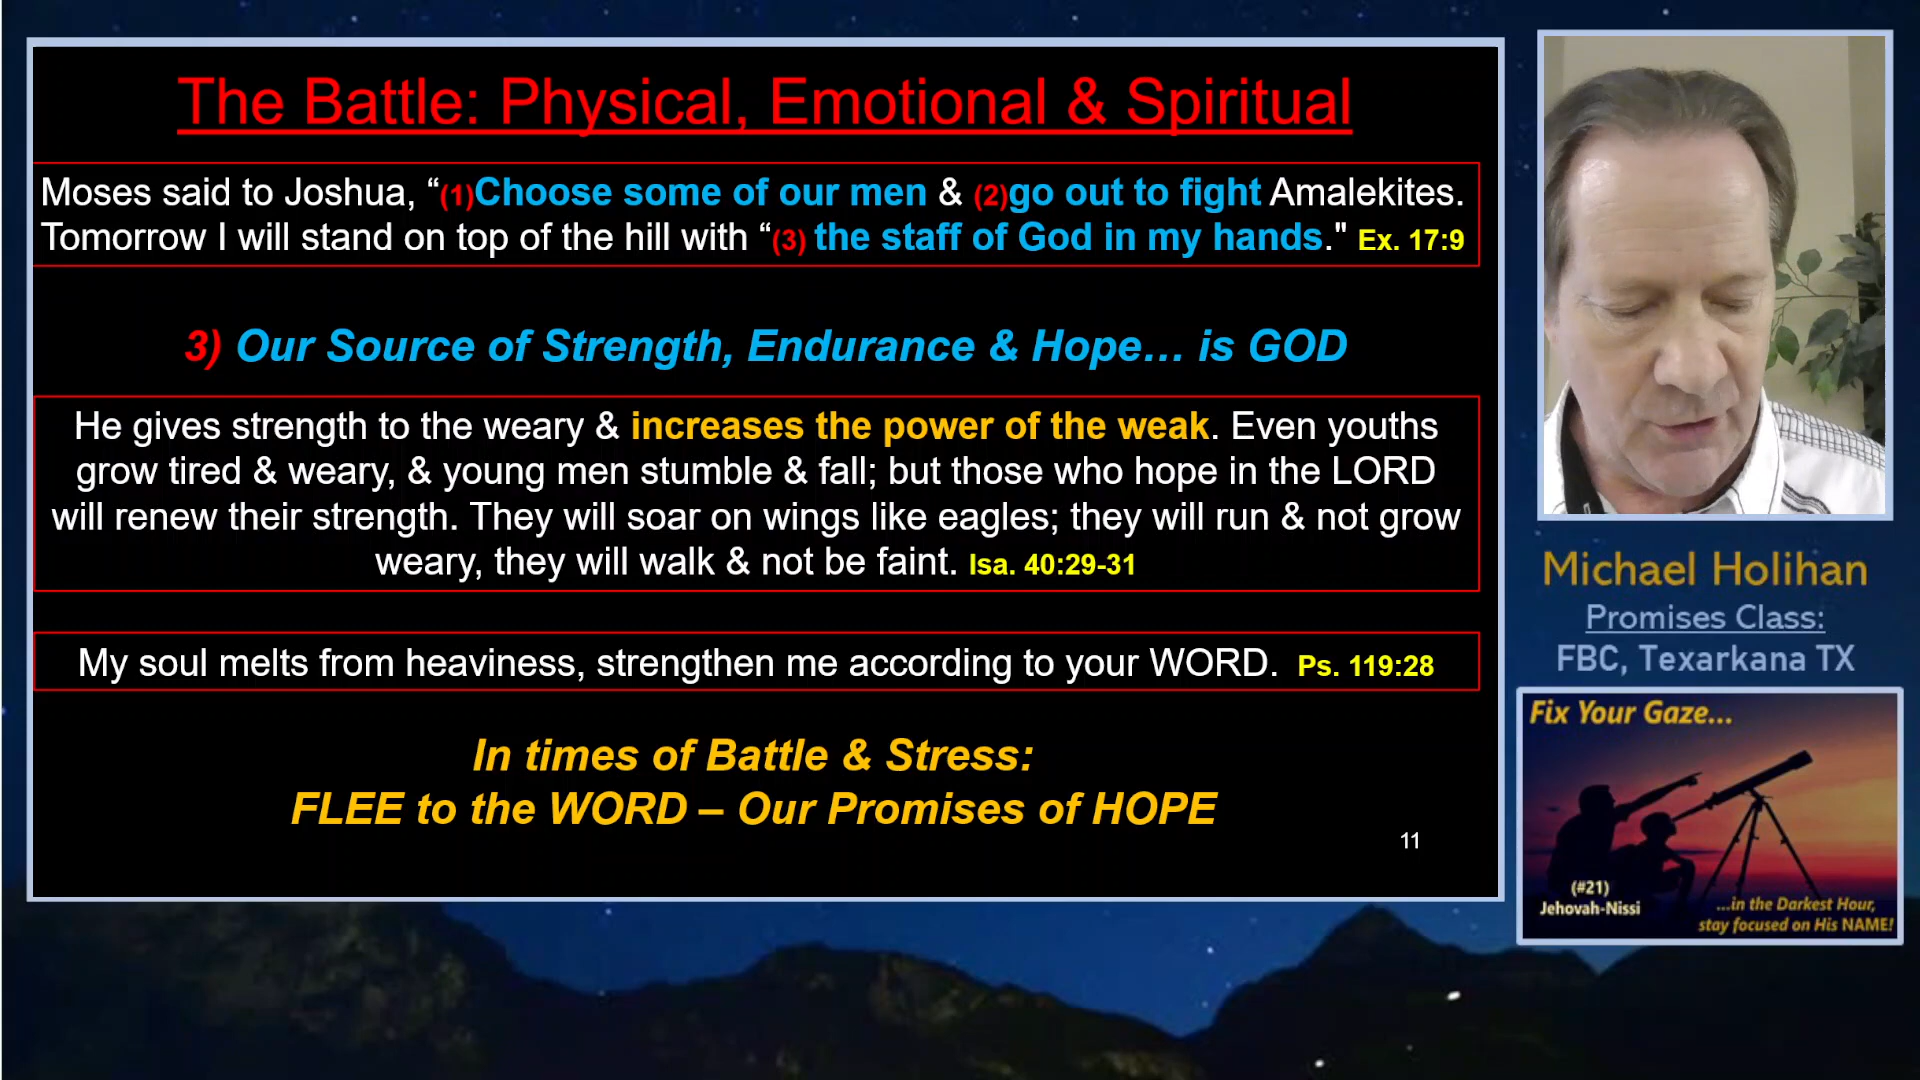 The Battle: Physical, Emotional & Spiritual
Moses said to Joshua, “(1)Choose some of our men & (2)go out to fight Amalekites.
Tomorrow I will stand on top of the hill with “(3) the staff of God in my hands." Ex. 17:9
3) Our Source of Strength, Endurance & Hope… is GOD
He gives strength to the weary & increases the power of the weak. Even youths
grow tired & weary, & young men stumble & fall; but those who hope in the LORD
will renew their strength. They will soar on wings like eagles; they will run & not grow
weary, they will walk & not be faint. Isa. 40:29-31
My soul melts from heaviness, strengthen me according to your WORD. Ps. 119:28
In times of Battle & Stress:
FLEE to the WORD – Our Promises of HOPE
11
Michael Holihan
Promises Class:
FBC, Texarkana TX
Fix Your Gaze...
(#21)
Jehovah-Nissi
...in the Darkest Hour,
stay focused on His NAME!